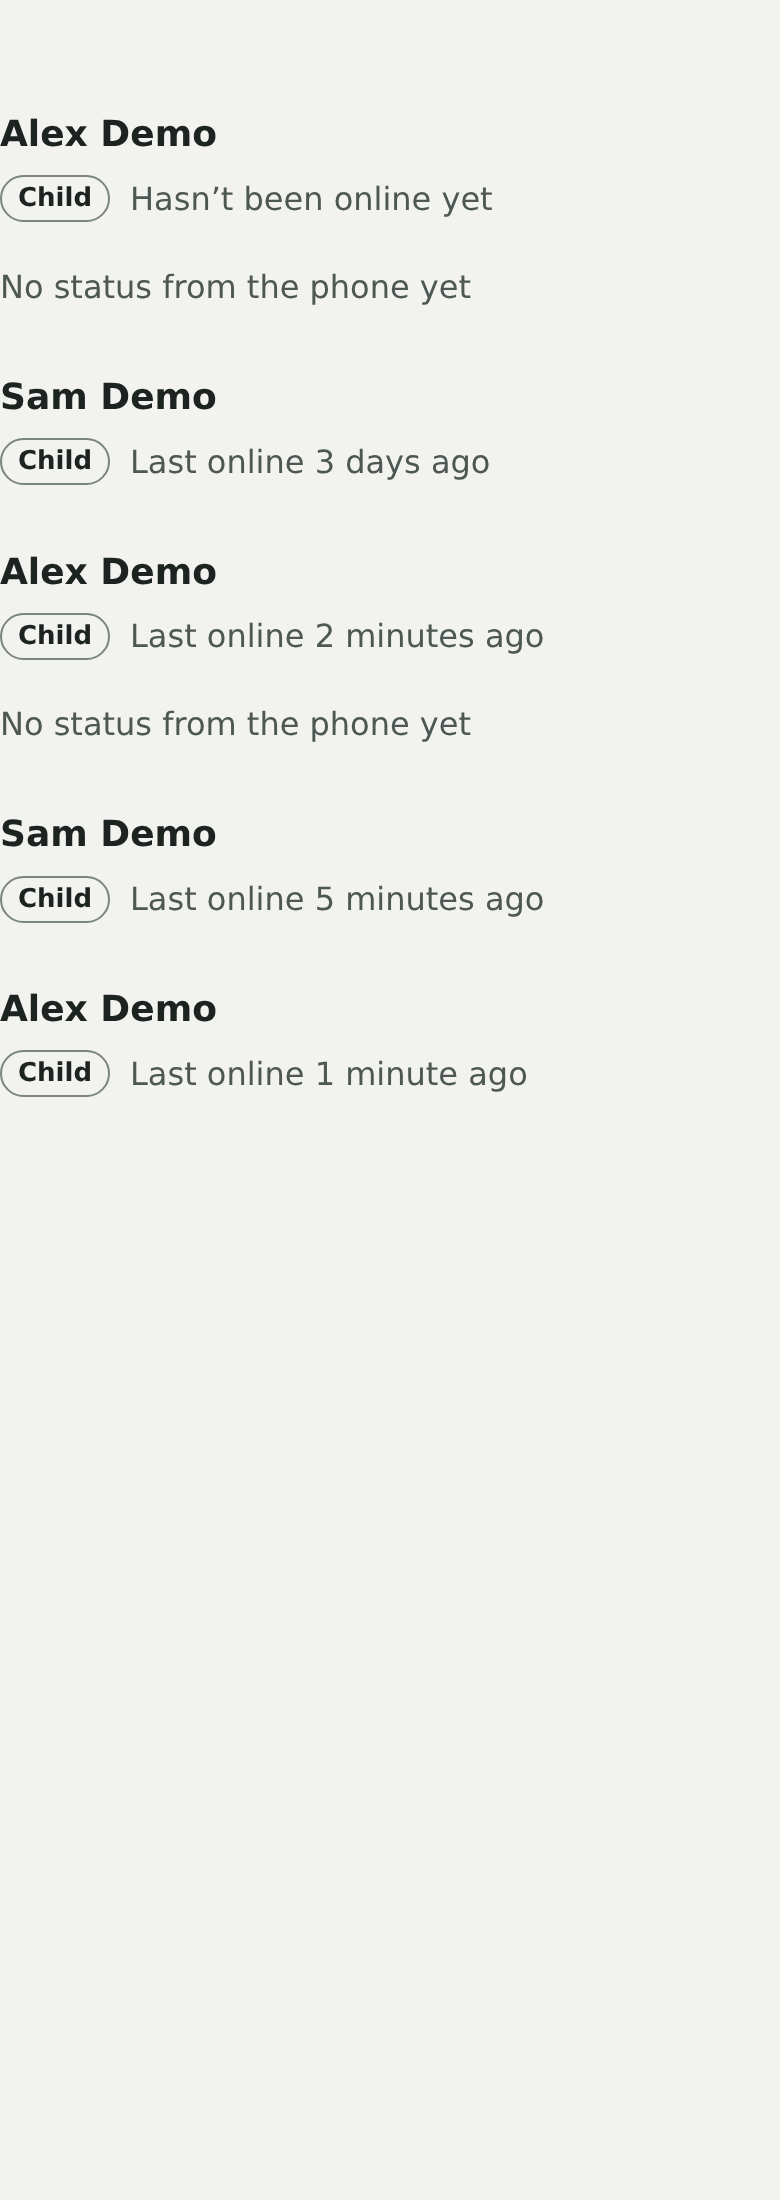 Alex Demo
Child Hasn’t been online yet
No status from the phone yet
Sam Demo
Child Last online 3 days ago
Alex Demo
Child Last online 2 minutes ago
No status from the phone yet
Sam Demo
Child Last online 5 minutes ago
Alex Demo
Child Last online 1 minute ago